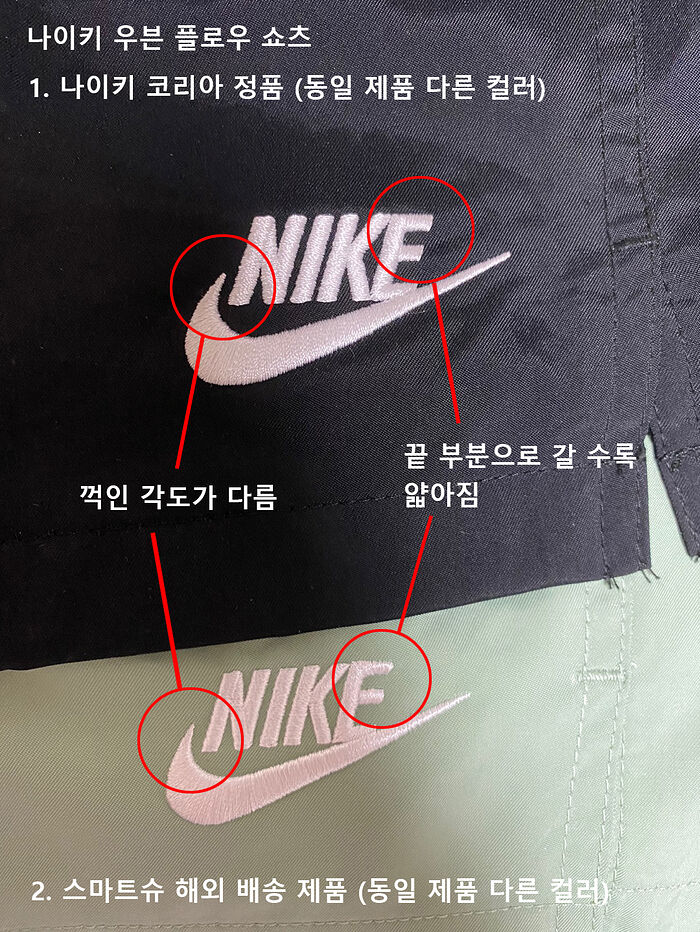 나이키 우븐 플로우 쇼츠
1. 나이키 코리아 정품 (동일 제품 다른 컬러)
NIKE
끝 부분으로 갈 수록
얇아짐
꺽인 각도가 다름
NIKE
2. 스마트슈 해외 배송 제품 (동일 제품 다른 컬러)